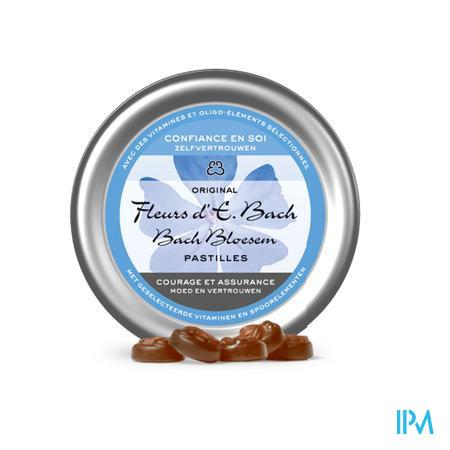 AVEC DES VITAMINES ET OLIGO-ÉLÉMENTS SÉLECTIONNÉS
CONFIANCE EN SOI
ZELFVERTROUWEN
ORIGINAL
Fleurs d'E. Bach
Bach Bloesem
PASTILLES
COURAGE ET ASSURANCE
MOED EN VERTROUWEN
MET GESELECTEERDE VITAMINEN EN SPOORELEMENTEN
IPM